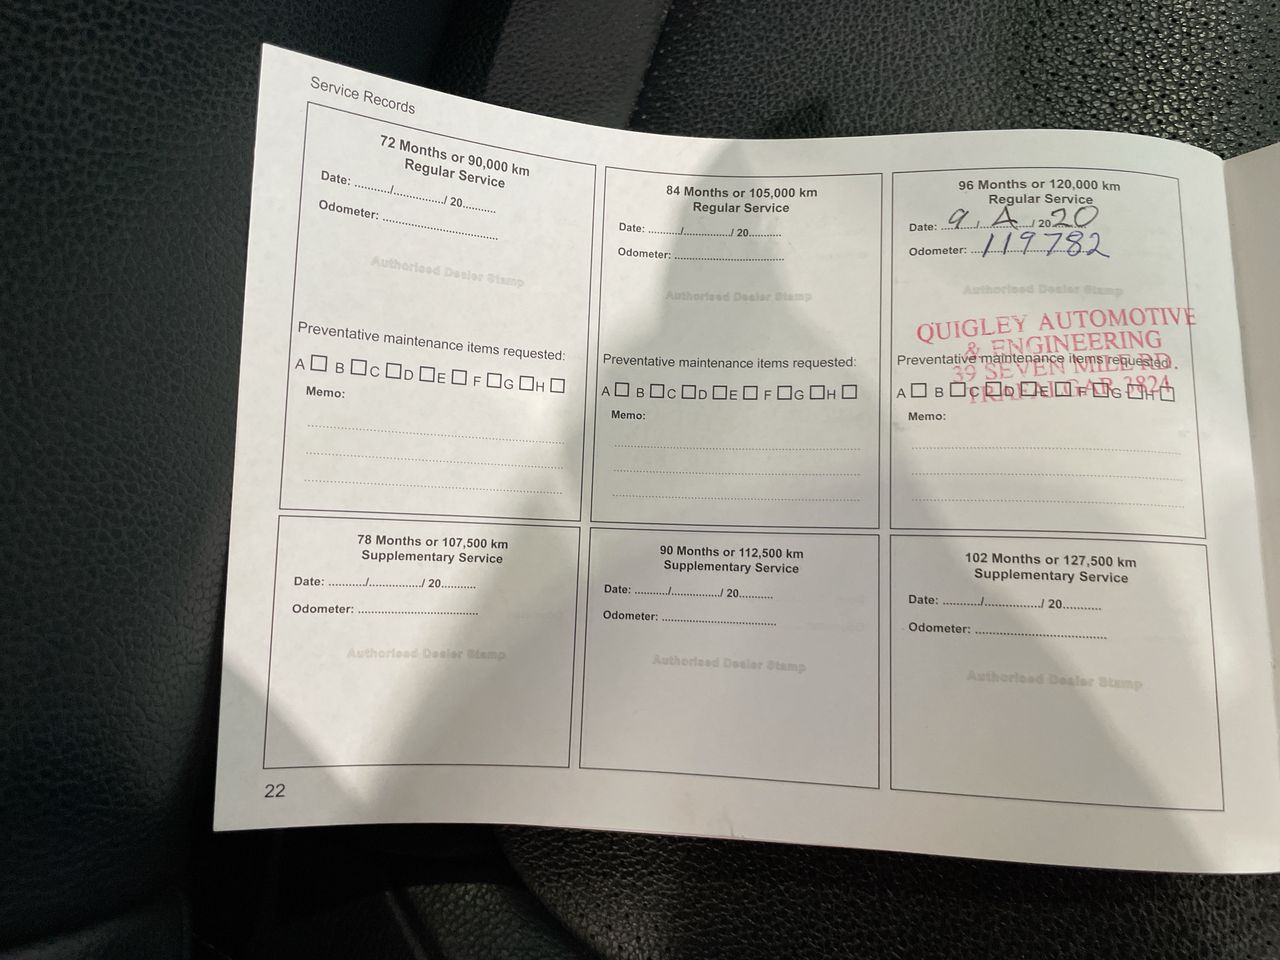 Service Records
72 Months or 90,000 km
Regular Service
Date: .........../................/ 20...........
Odometer: ......................................
Authorised Dealer Stamp
Preventative maintenance items requested:
A ☐ B ☐ C ☐ D ☐ E ☐ F ☐ G ☐ H ☐
Memo:
84 Months or 105,000 km
Regular Service
Date: .........../................/ 20...........
Odometer: ......................................
Authorised Dealer Stamp
Preventative maintenance items requested:
A ☐ B ☐ C ☐ D ☐ E ☐ F ☐ G ☐ H ☐
Memo:
96 Months or 120,000 km
Regular Service
Date: 9 / 4 / 2020
Odometer: 119782
Authorised Dealer Stamp
QUIGLEY AUTOMOTIVE
& ENGINEERING
Preventative maintenance items requested:
39 SEVEN MILE RD.
A ☐ B ☐ C ☐ D ☐ E ☐ F ☐ G ☐ H ☐
TRAFALGAR 3824
Memo:
78 Months or 107,500 km
Supplementary Service
Date: .........../................/ 20...........
Odometer: ......................................
Authorised Dealer Stamp
90 Months or 112,500 km
Supplementary Service
Date: .........../................/ 20...........
Odometer: ......................................
Authorised Dealer Stamp
102 Months or 127,500 km
Supplementary Service
Date: .........../................/ 20...........
Odometer: ......................................
Authorised Dealer Stamp
22